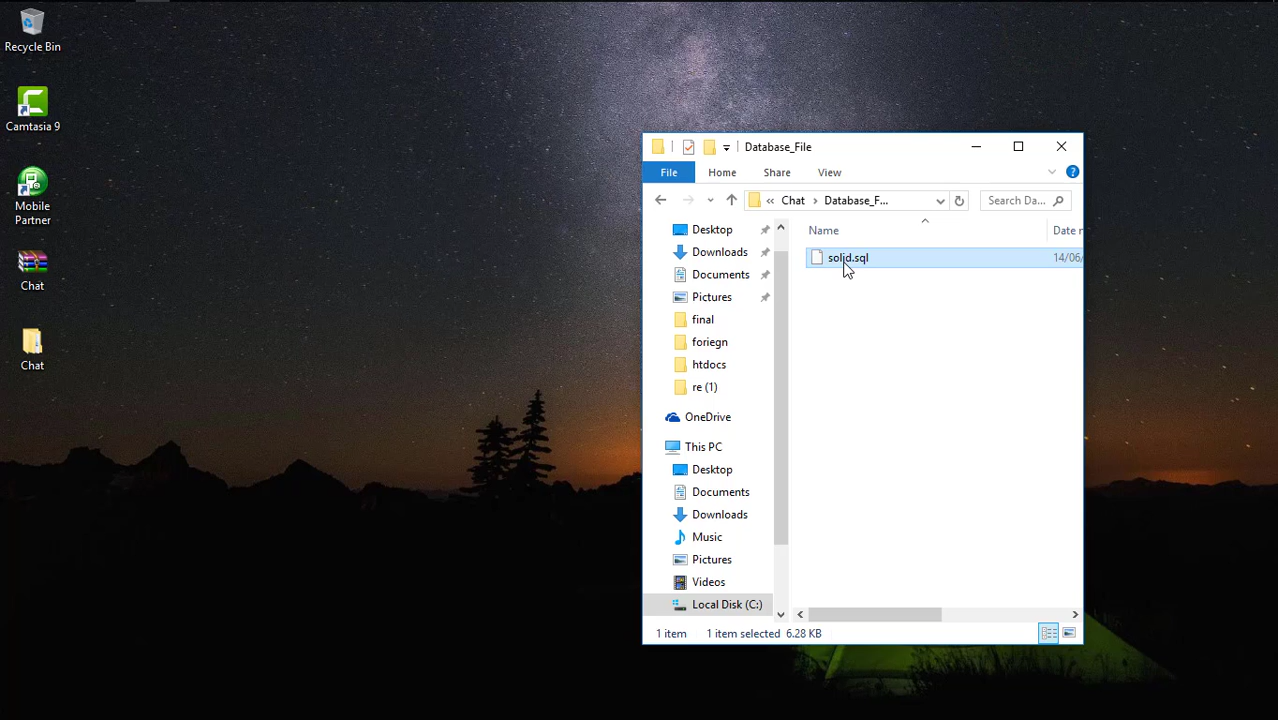 Recycle Bin
Camtasia 9
Mobile
Partner
Chat
Chat
Database_File
File
Home
Share
View
Chat
Database_F...
Search Da...
Name
Date
solid.sql
14/06/
Desktop
Downloads
Documents
Pictures
final
foriegn
htdocs
re (1)
OneDrive
This PC
Desktop
Documents
Downloads
Music
Pictures
Videos
Local Disk (C:)
1 item
1 item selected 6.28 KB